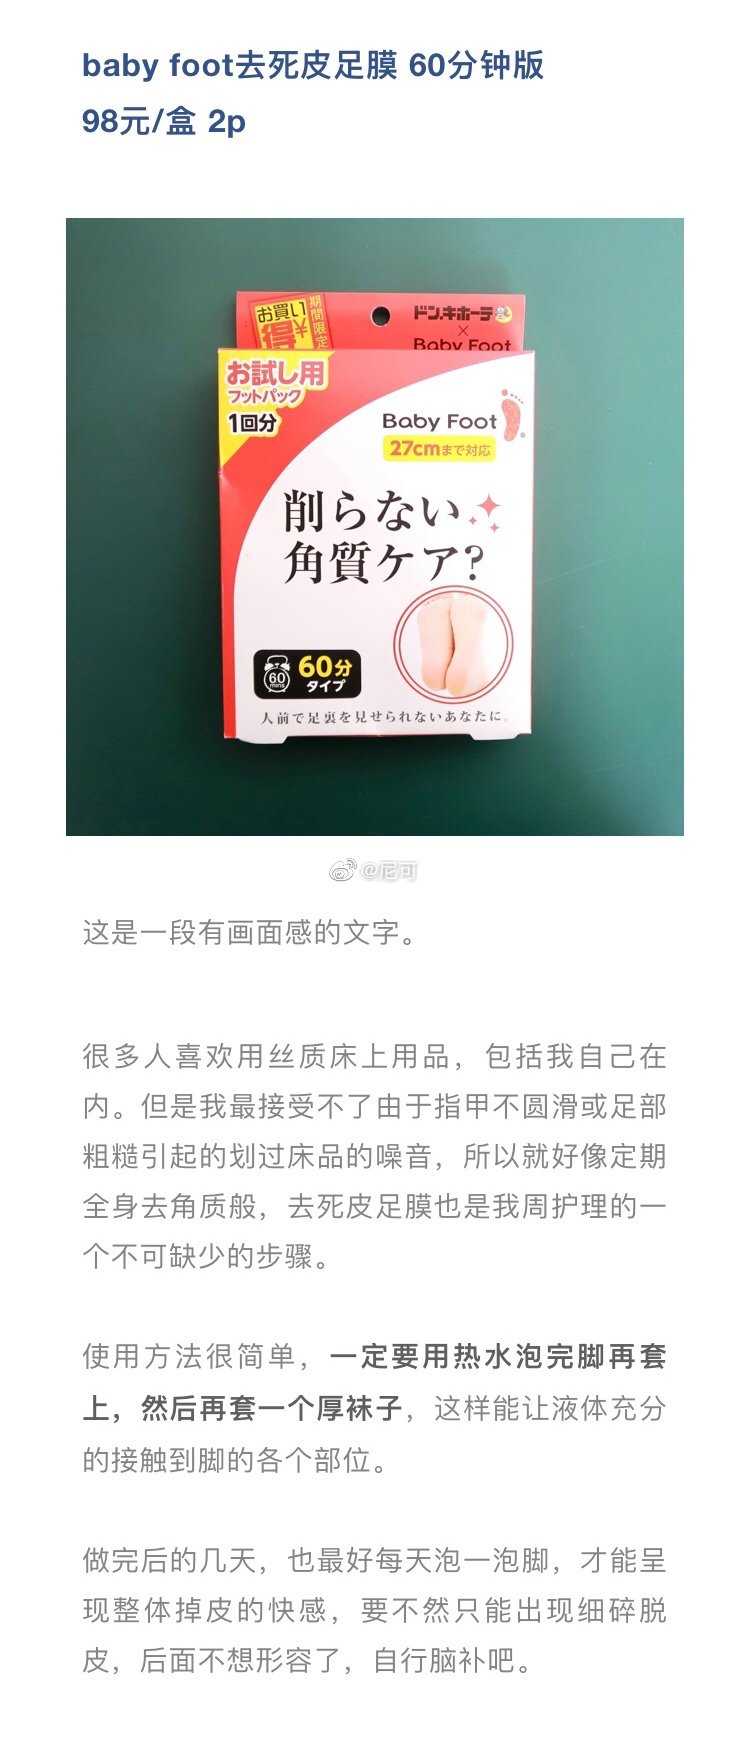 baby foot去死皮足膜 60分钟版
98元/盒 2p
お買い
得
期間限定
ドン.キホーテ
×
Baby Foot
お試し用
フットパック
1回分
Baby Foot
27cmまで対応
削らない
角質ケア?
60
mins
60分
タイプ
人前で足裏を見せられないあなたに。
@尼可
这是一段有画面感的文字。
很多人喜欢用丝质床上用品，包括我自己在
内。但是我最接受不了由于指甲不圆滑或足部
粗糙引起的划过床品的噪音，所以就好像定期
全身去角质般，去死皮足膜也是我周护理的一
个不可缺少的步骤。
使用方法很简单，一定要用热水泡完脚再套
上，然后再套一个厚袜子，这样能让液体充分
的接触到脚的各个部位。
做完后的几天，也最好每天泡一泡脚，才能呈
现整体掉皮的快感，要不然只能出现细碎脱
皮，后面不想形容了，自行脑补吧。